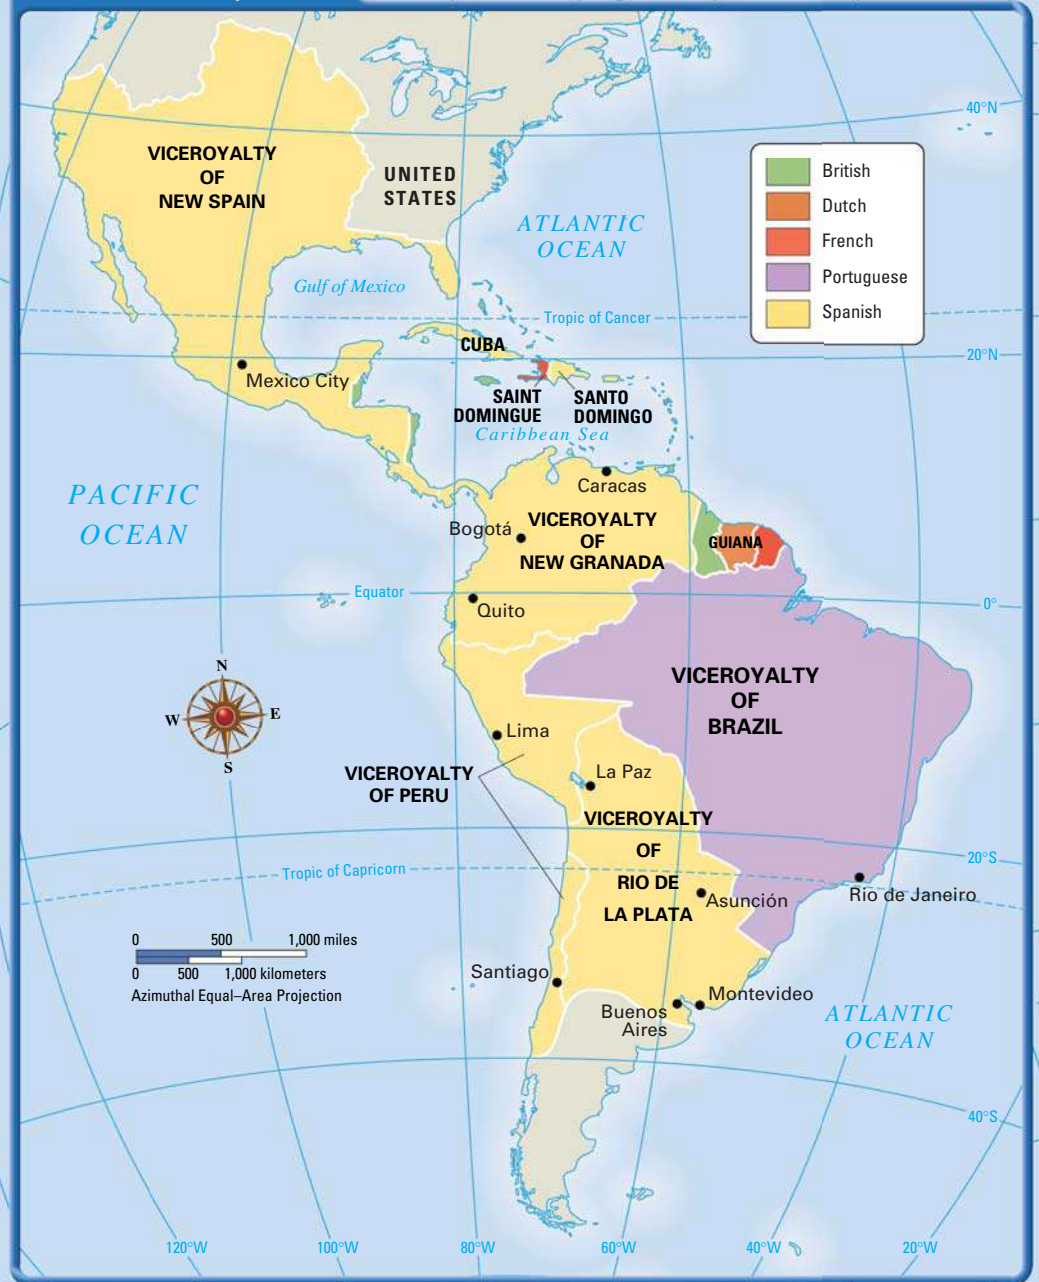 40°N
VICEROYALTY
OF
NEW SPAIN
UNITED
STATES
British
Dutch
French
Portuguese
Spanish
ATLANTIC
OCEAN
Gulf of Mexico
Tropic of Cancer
CUBA
20°N
Mexico City
SAINT
DOMINGUE
SANTO
DOMINGO
Caribbean Sea
PACIFIC
OCEAN
Caracas
Bogotá
VICEROYALTY
OF
NEW GRANADA
GUIANA
Equator
0°
Quito
N
W
E
S
VICEROYALTY
OF
BRAZIL
Lima
VICEROYALTY
OF PERU
La Paz
VICEROYALTY
OF
RIO DE
LA PLATA
Tropic of Capricorn
20°S
Asunción
Rio de Janeiro
0 500 1,000 miles
0 500 1,000 kilometers
Azimuthal Equal–Area Projection
Santiago
Buenos
Aires
Montevideo
ATLANTIC
OCEAN
40°S
120°W 100°W 80°W 60°W 40°W 20°W